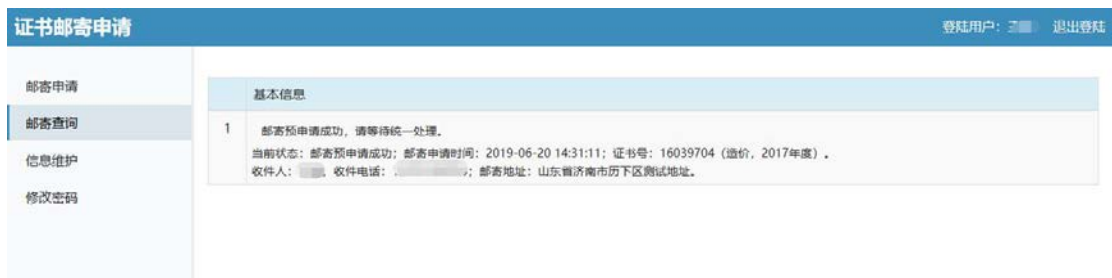 证书邮寄申请
登陆用户： 退出登陆
邮寄申请
邮寄查询
信息维护
修改密码
基本信息
1
邮寄预申请成功，请等待统一处理。
当前状态：邮寄预申请成功；邮寄申请时间：2019-06-20 14:31:11；证书号：16039704（造价，2017年度）.
收件人： 收件电话： ；邮寄地址：山东省济南市历下区测试地址。